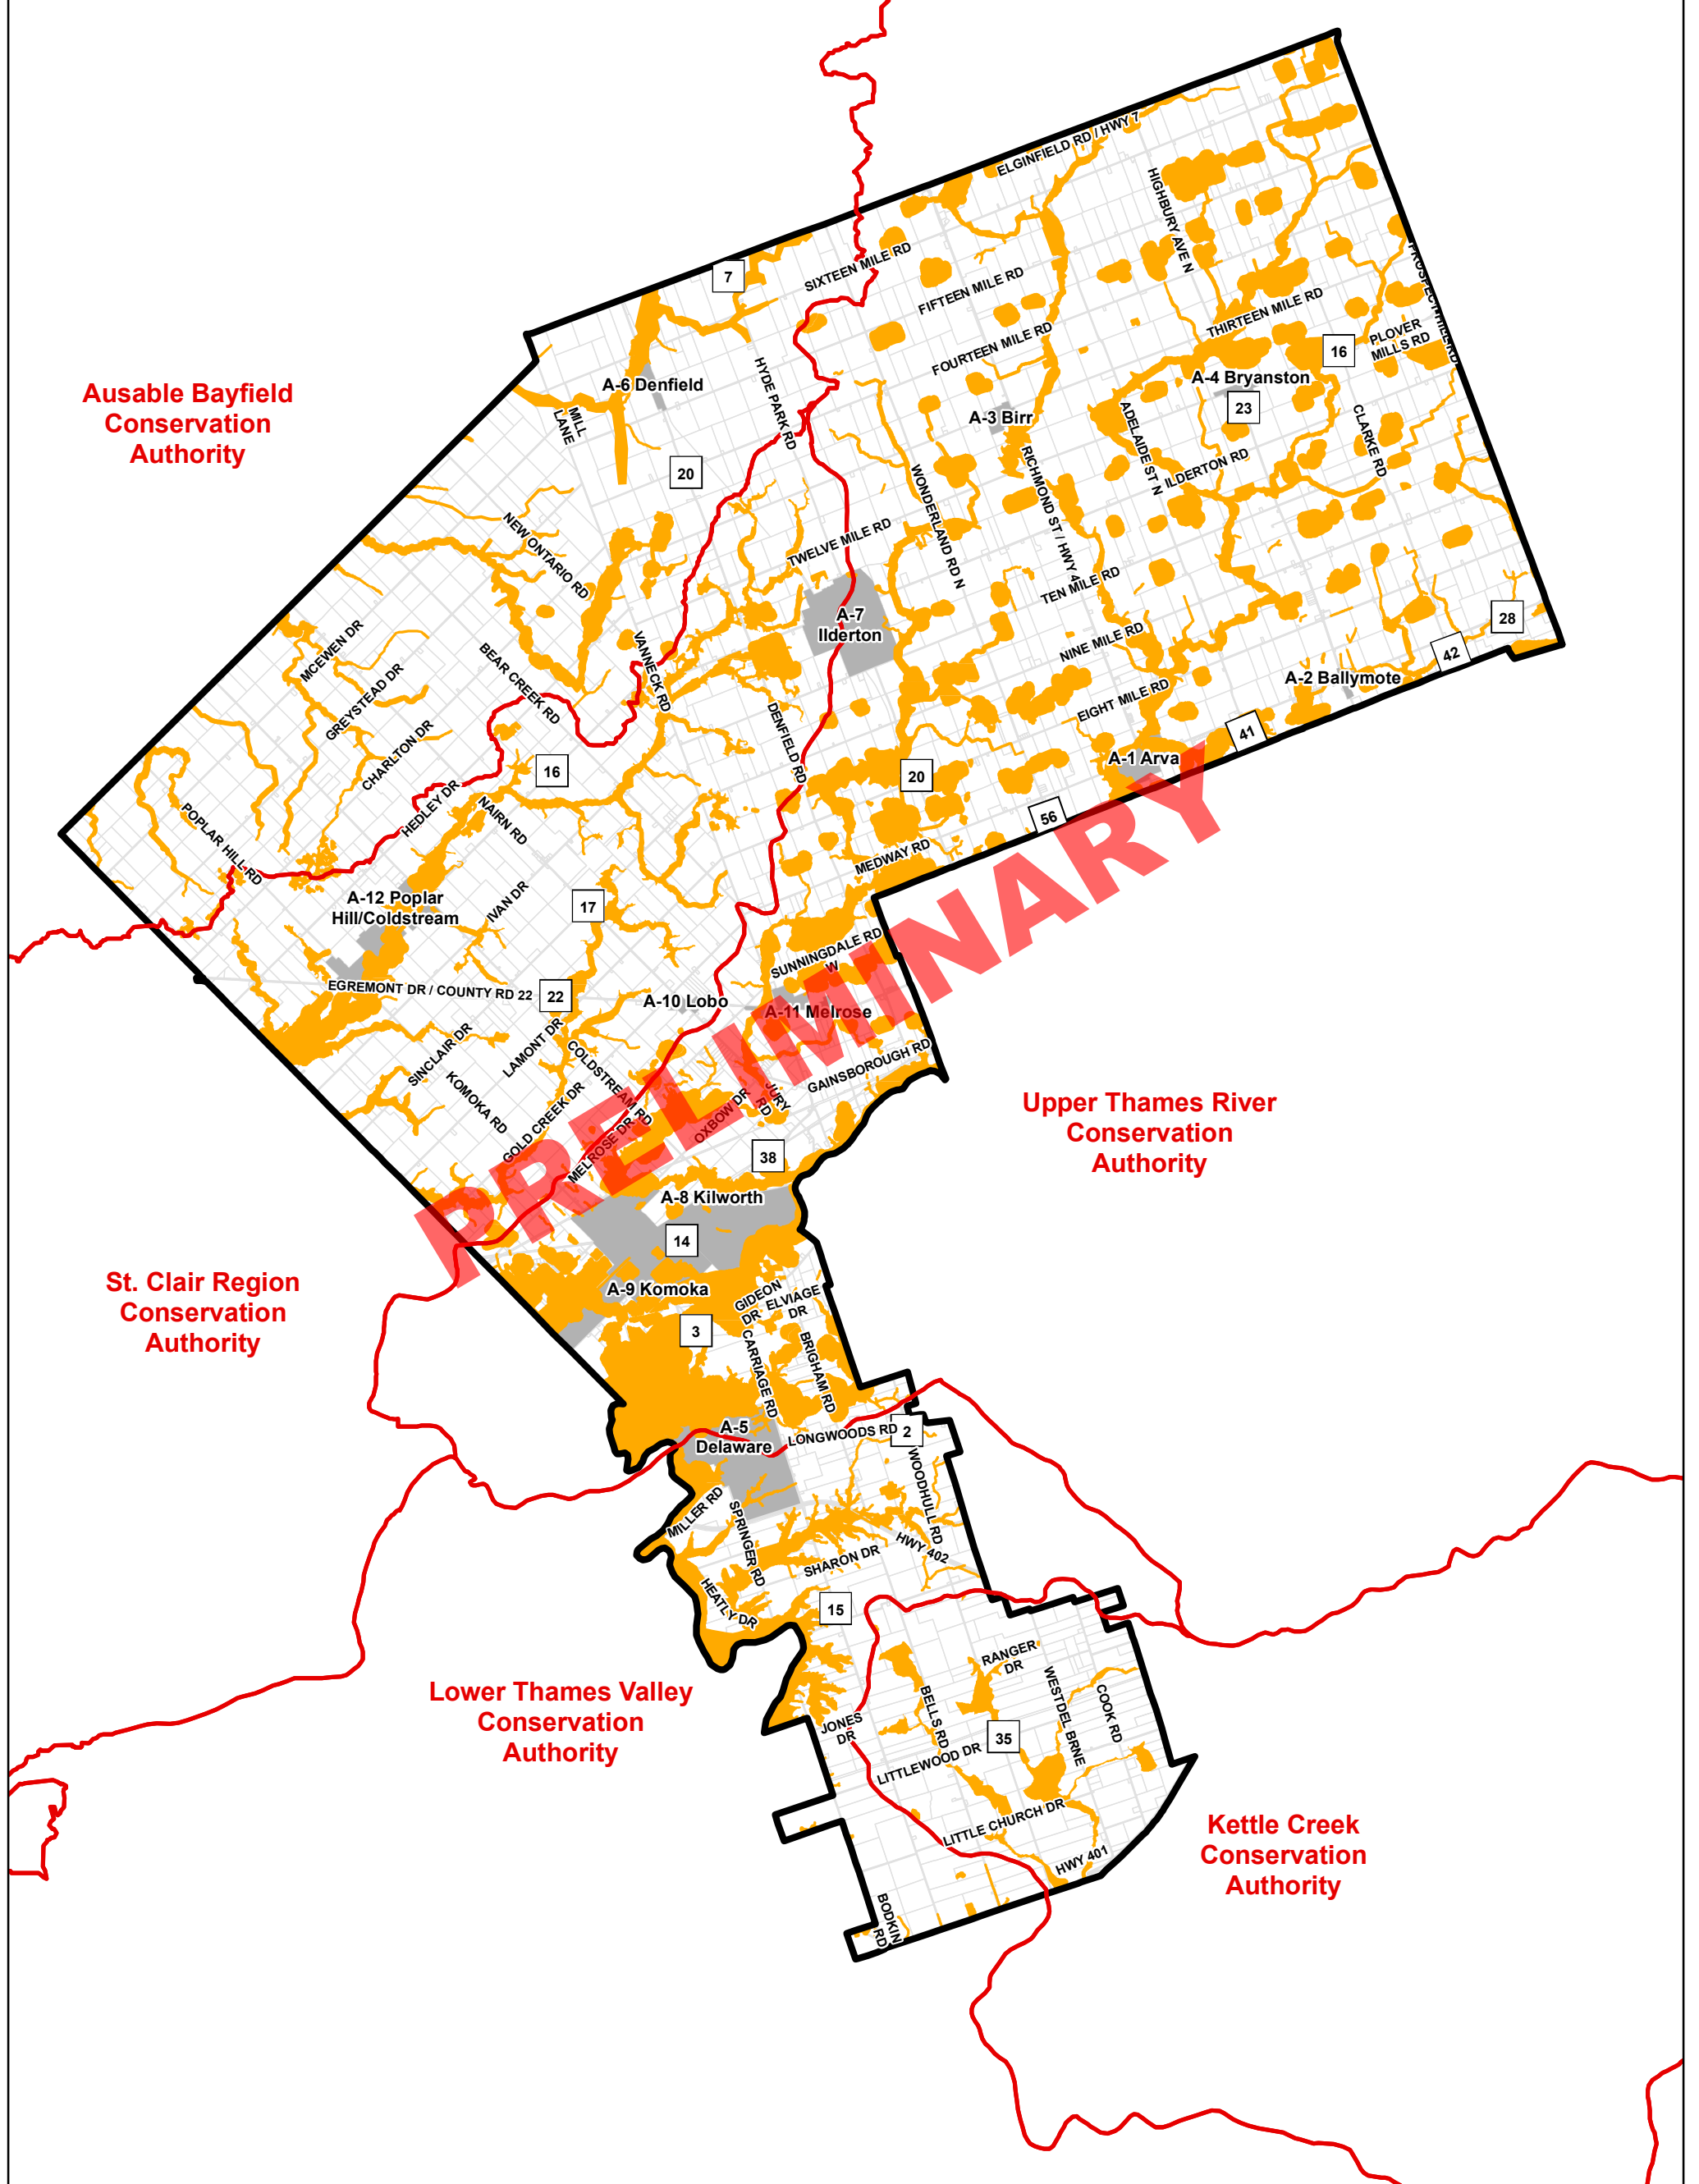 ELGINFIELD RD / HWY 7
HIGHBURY AVE N
7
SIXTEEN MILE RD
FIFTEEN MILE RD
PROSPECT HILL RD
THIRTEEN MILE RD
FOURTEEN MILE RD
16
PLOVER
MILLS RD
HYDE PARK RD
A-6 Denfield
A-4 Bryanston
23
Ausable Bayfield
Conservation
Authority
MILL
LANE
A-3 Birr
ADELAIDE ST N
CLARKE RD
20
RICHMOND ST / HWY 4
ILDERTON RD
WONDERLAND RD N
NEW ONTARIO RD
TWELVE MILE RD
TEN MILE RD
A-7
Ilderton
28
MCEWEN DR
NINE MILE RD
42
BEAR CREEK RD
VANNECK RD
GREYSTEAD DR
A-2 Ballymote
EIGHT MILE RD
DENFIELD RD
CHARLTON DR
41
A-1 Arva
16
20
HEDLEY DR
NAIRN RD
56
POPLAR HILL RD
MEDWAY RD
A-12 Poplar
Hill/Coldstream
IVAN DR
17
SUNNINGDALE RD
W
EGREMONT DR / COUNTY RD 22
22
A-10 Lobo
A-11 Melrose
PRELIMINARY
SINCLAIR DR
LAMONT DR
COLDSTREAM RD
GAINSBOROUGH RD
KOMOKA RD
GOLD CREEK DR
OXBOW DR
JURY
RD
MELROSE DR
Upper Thames River
Conservation
Authority
38
A-8 Kilworth
14
St. Clair Region
Conservation
Authority
A-9 Komoka
GIDEON
DR
ELVIAGE
DR
3
CARRIAGE RD
BRIGHAM RD
A-5
Delaware
LONGWOODS RD
2
WOODHULL RD
MILLER RD
SPRINGER RD
HWY 402
SHARON DR
HEATLY DR
15
RANGER
DR
Lower Thames Valley
Conservation
Authority
BELLS RD
WESTDEL BRNE
COOK RD
JONES
DR
35
LITTLEWOOD DR
LITTLE CHURCH DR
Kettle Creek
Conservation
Authority
HWY 401
BODKIN
RD